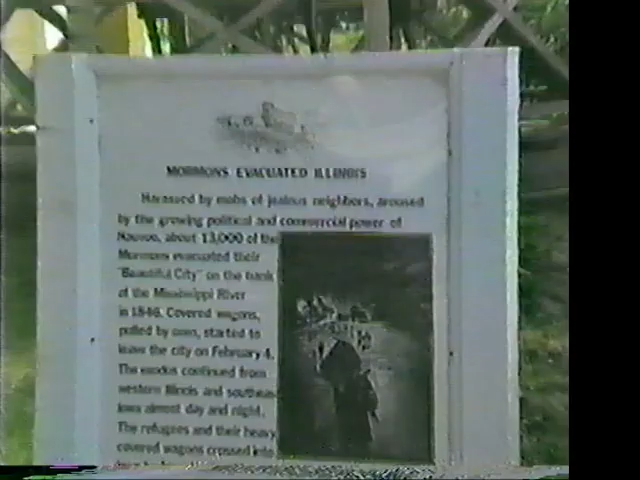 MORMONS EVACUATED ILLINOIS
Harassed by mobs of jealous neighbors, aroused
by the growing political and commercial power of
Nauvoo, about 13,000 of the
Mormons evacuated their
"Beautiful City" on the bank
of the Mississippi River
in 1846. Covered wagons,
pulled by oxen, started to
leave the city on February 4.
The exodus continued from
western Illinois and southeast
Iowa almost day and night.
The refugees and their heavy
covered wagons crossed into